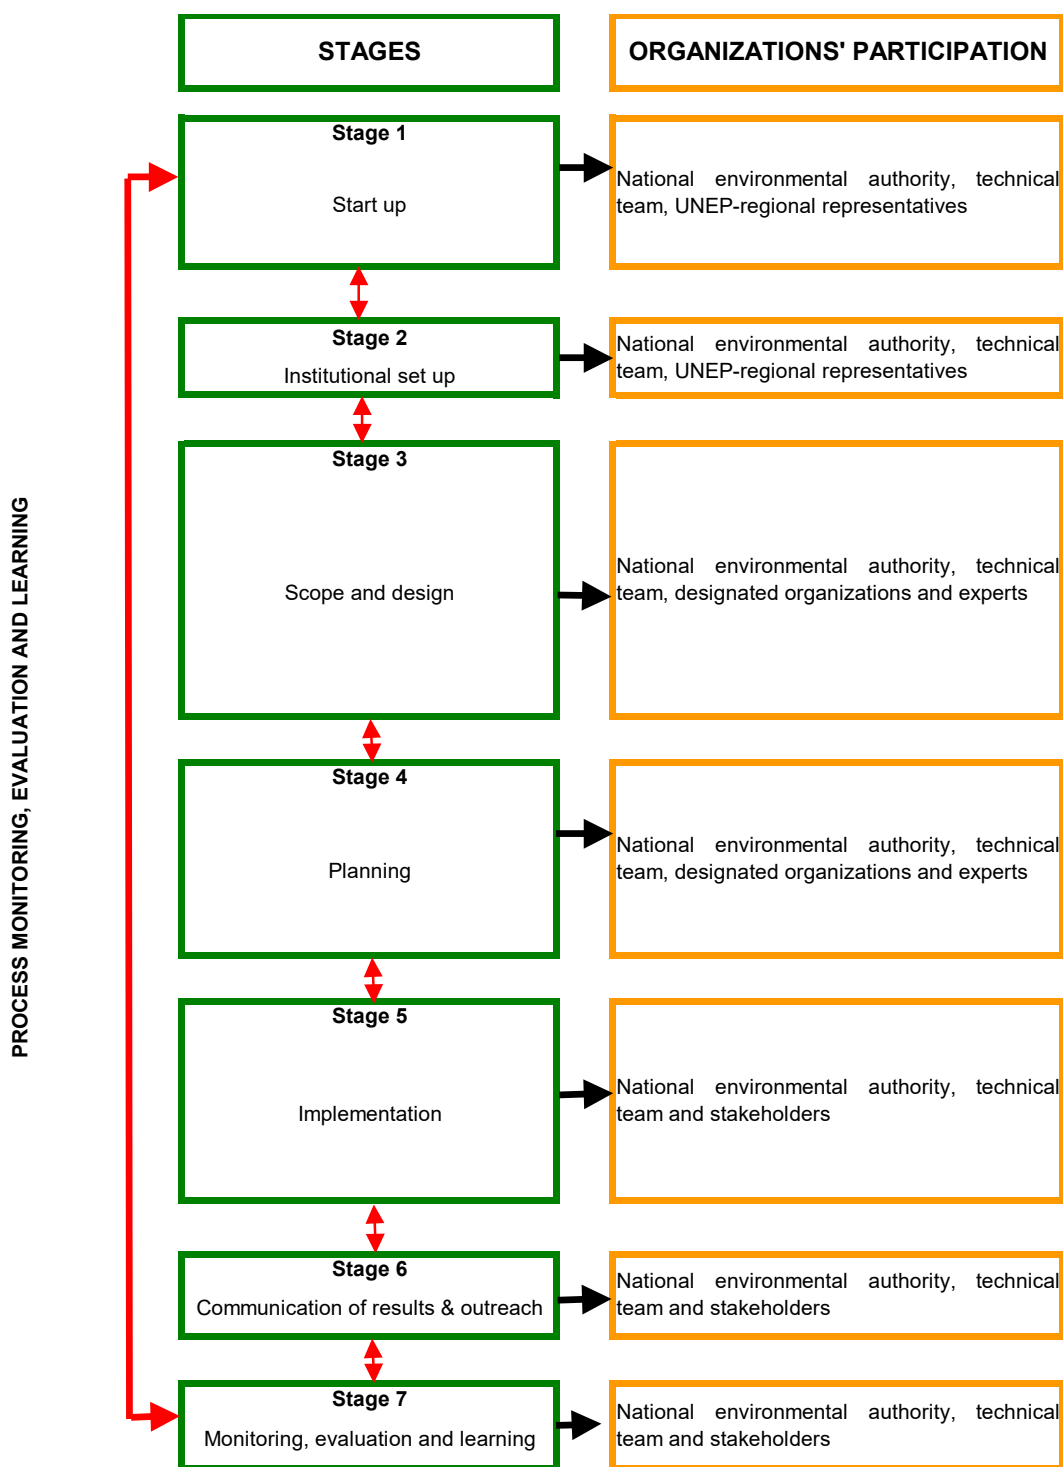 STAGES
ORGANIZATIONS' PARTICIPATION
Stage 1
Start up
National environmental authority, technical
team, UNEP-regional representatives
Stage 2
Institutional set up
National environmental authority, technical
team, UNEP-regional representatives
Stage 3
Scope and design
National environmental authority, technical
team, designated organizations and experts
Stage 4
Planning
National environmental authority, technical
team, designated organizations and experts
Stage 5
Implementation
National environmental authority, technical
team and stakeholders
Stage 6
Communication of results & outreach
National environmental authority, technical
team and stakeholders
Stage 7
Monitoring, evaluation and learning
National environmental authority, technical
team and stakeholders
PROCESS MONITORING, EVALUATION AND LEARNING